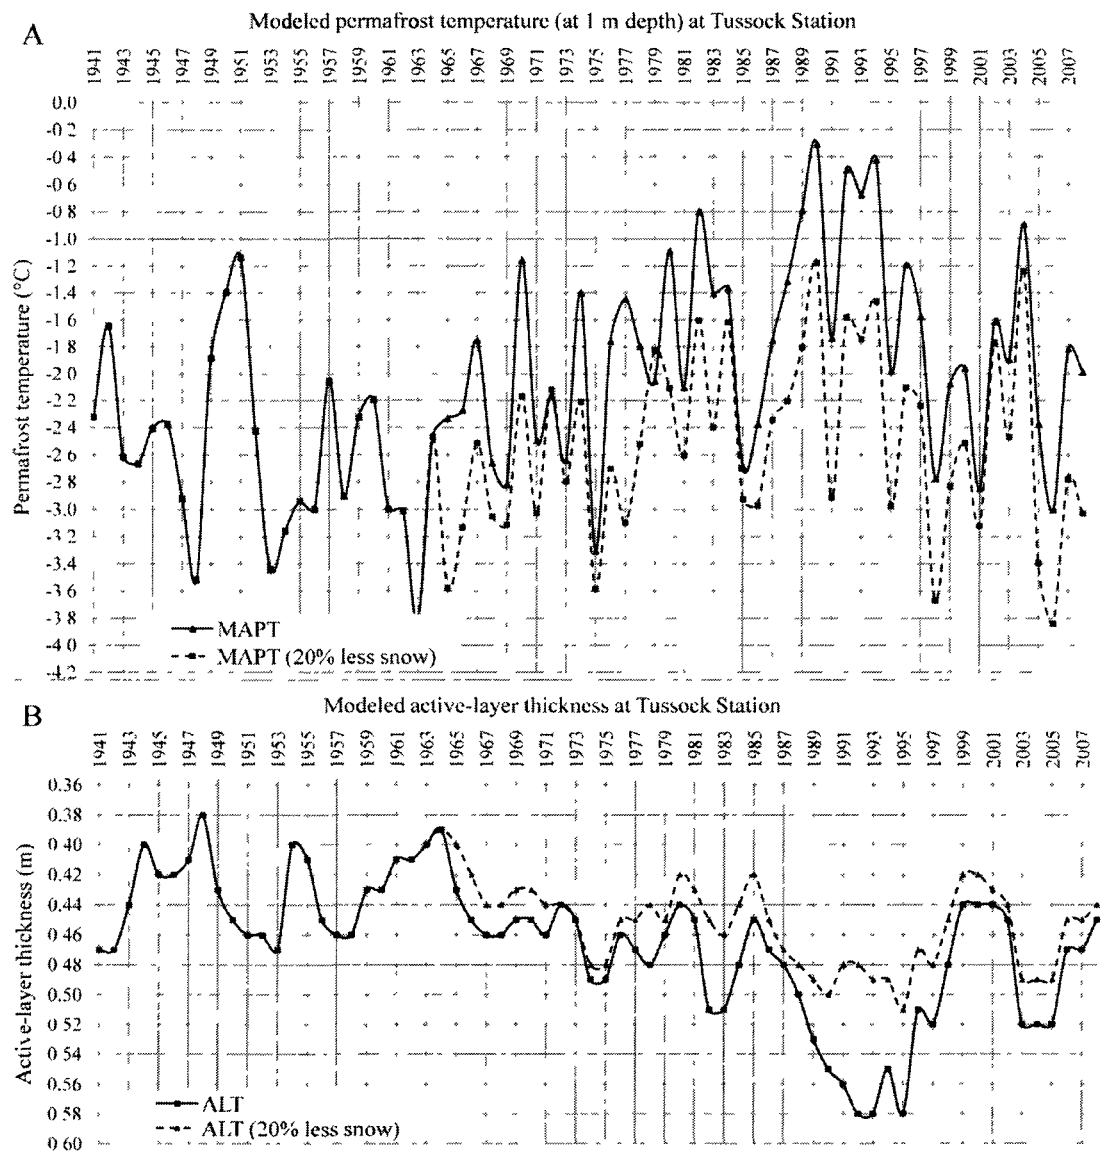 A
Modeled permafrost temperature (at 1 m depth) at Tussock Station
1941 1943 1945 1947 1949 1951 1953 1955 1957 1959 1961 1963 1965 1967 1969 1971 1973 1975 1977 1979 1981 1983 1985 1987 1989 1991 1993 1995 1997 1999 2001 2003 2005 2007
0.0
-0.2
-0.4
-0.6
-0.8
-1.0
-1.2
-1.4
-1.6
-1.8
-2.0
-2.2
-2.4
-2.6
-2.8
-3.0
-3.2
-3.4
-3.6
-3.8
-4.0
-4.2
Permafrost temperature (°C)
MAPT
MAPT (20% less snow)
B
Modeled active-layer thickness at Tussock Station
1941 1943 1945 1947 1949 1951 1953 1955 1957 1959 1961 1963 1965 1967 1969 1971 1973 1975 1977 1979 1981 1983 1985 1987 1989 1991 1993 1995 1997 1999 2001 2003 2005 2007
0.36
0.38
0.40
0.42
0.44
0.46
0.48
0.50
0.52
0.54
0.56
0.58
0.60
Active-layer thickness (m)
ALT
ALT (20% less snow)